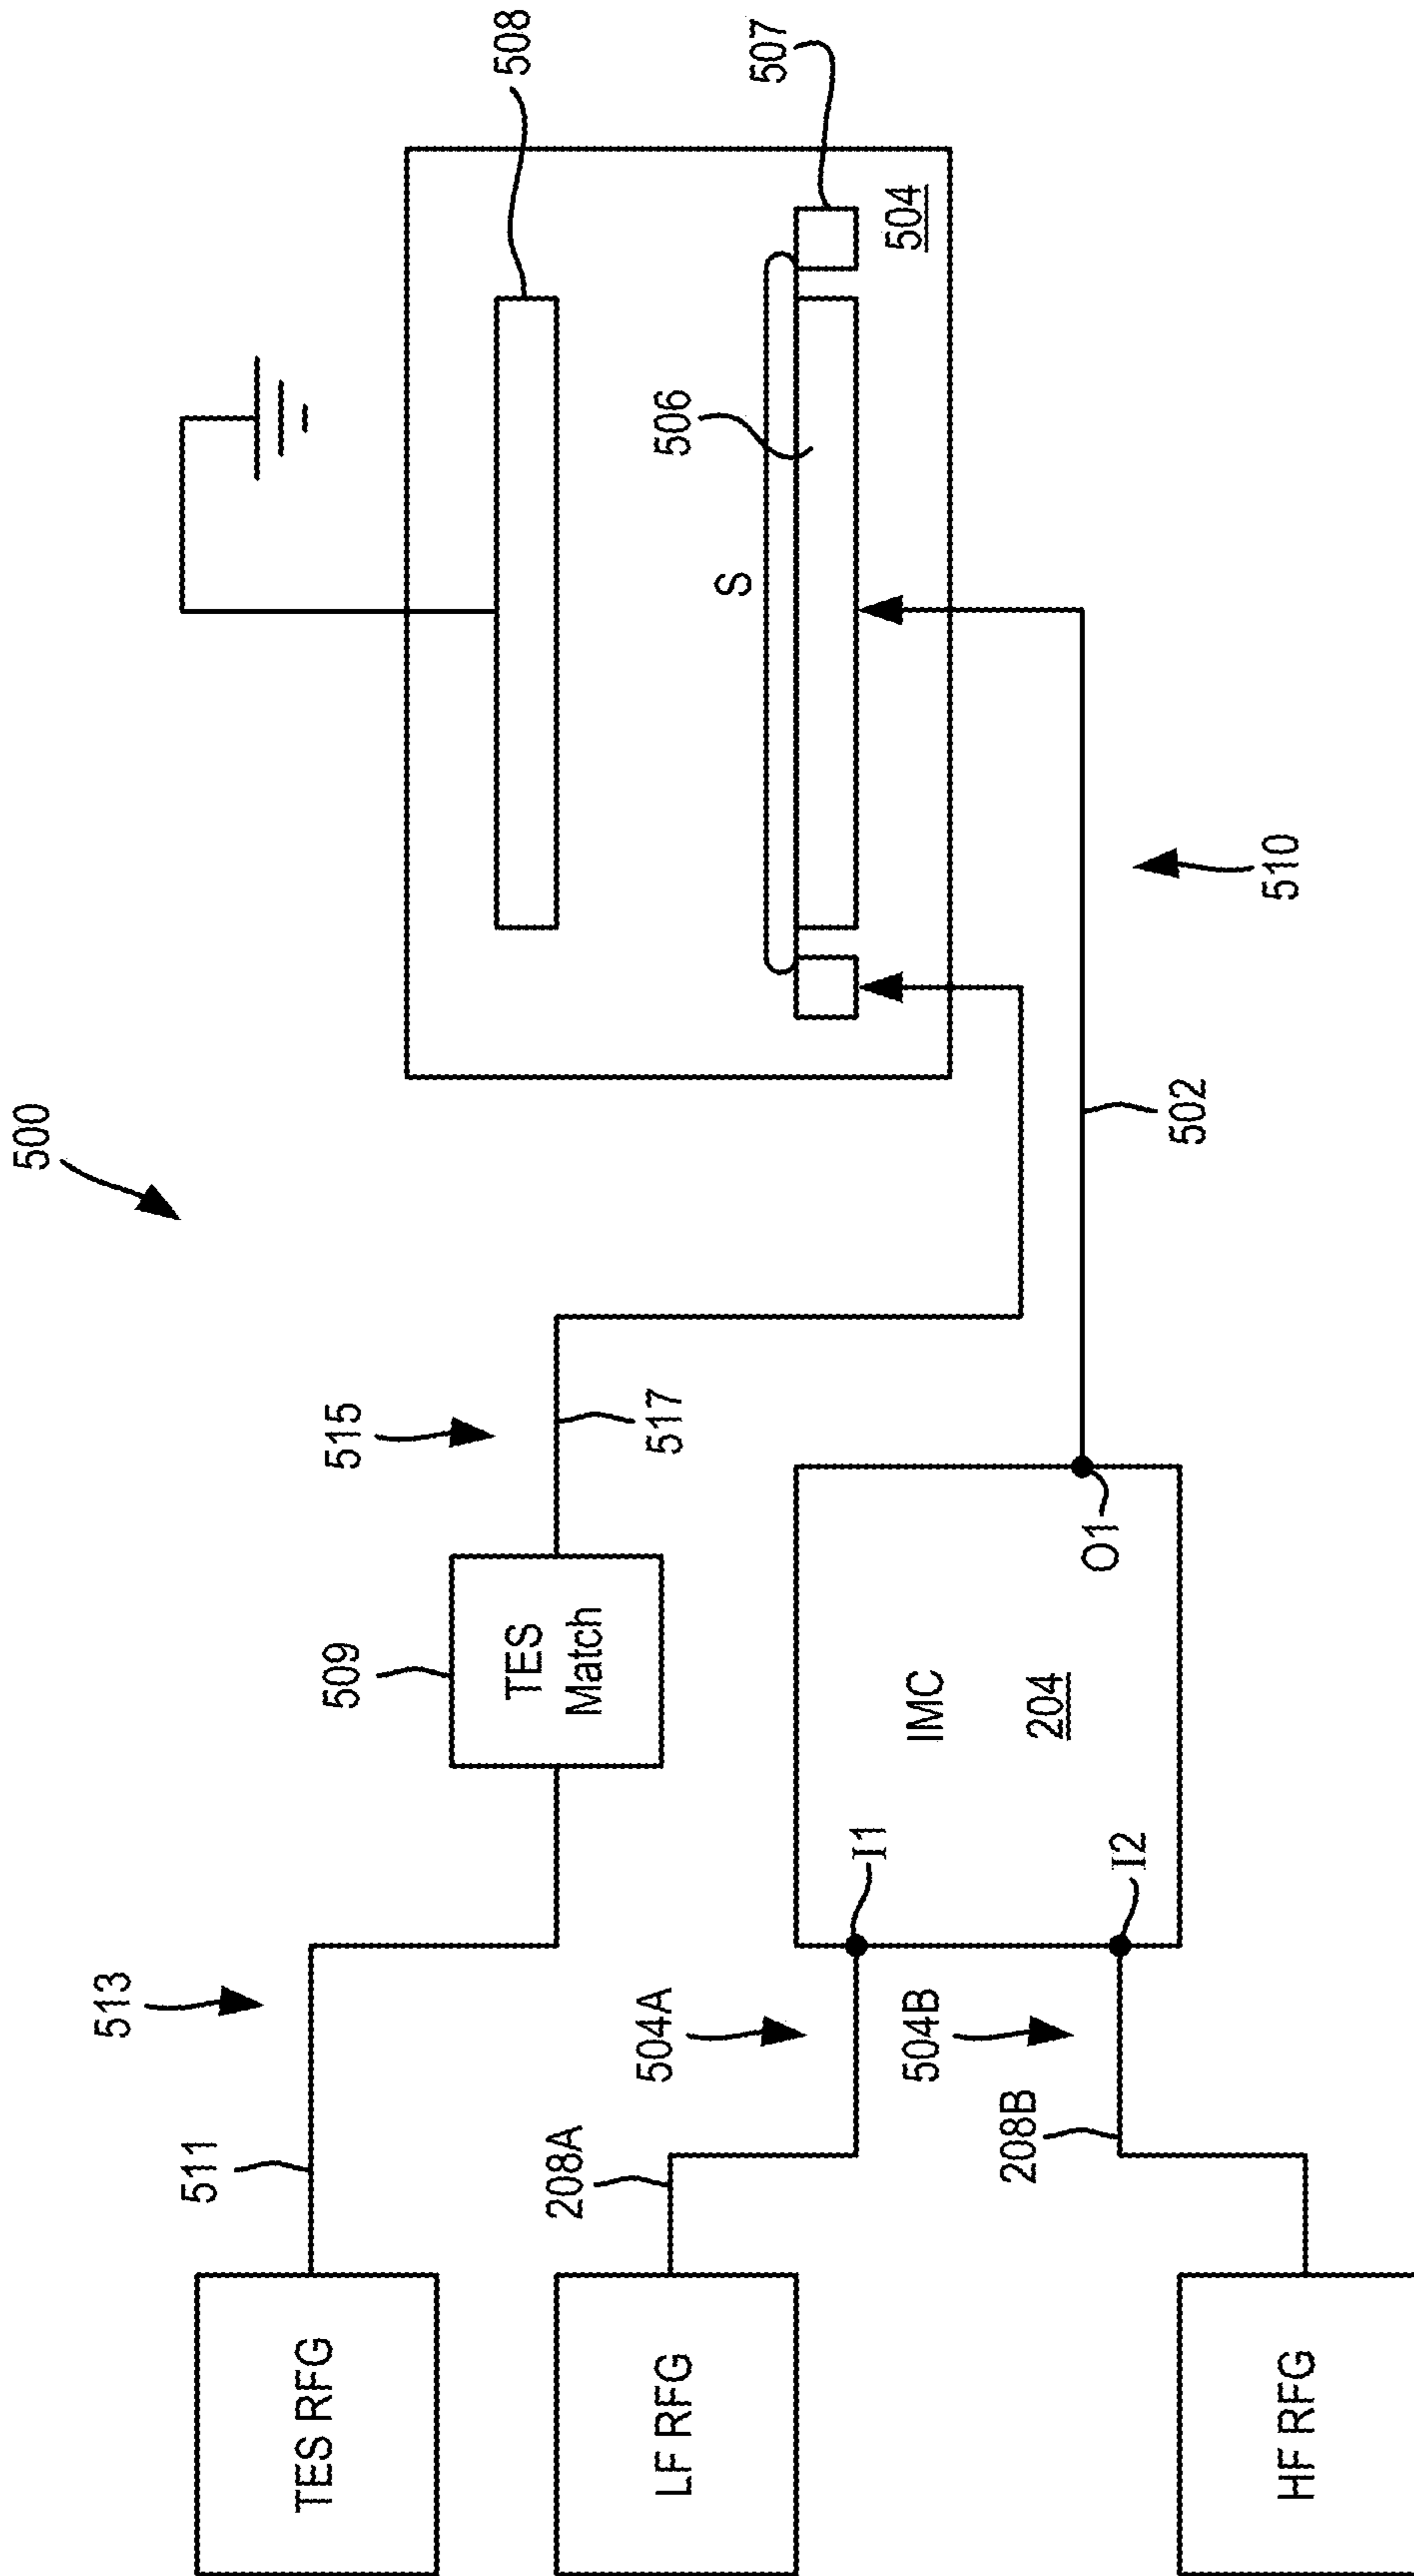 500
TES RFG
511
513
509
TES
Match
515
517
508
507
504
506
S
LF RFG
208A
504A
I1
IMC
204
O1
502
510
HF RFG
208B
504B
I2